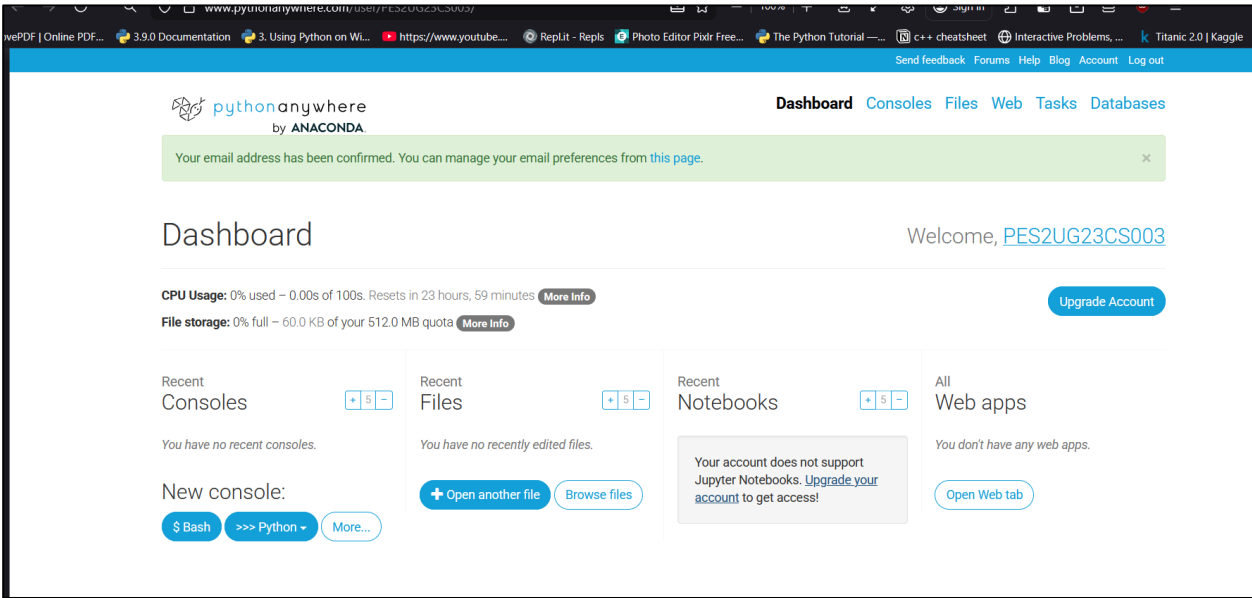 www.pythonanywhere.com/user/PES2UG23CS003/
100%
Sign in
ovePDF | Online PDF... 3.9.0 Documentation 3. Using Python on Wi... https://www.youtube.... Repl.it - Repls Photo Editor Pixlr Free... The Python Tutorial —... c++ cheatsheet Interactive Problems, ... Titanic 2.0 | Kaggle
Send feedback Forums Help Blog Account Log out
pythonanywhere
by ANACONDA.
Dashboard Consoles Files Web Tasks Databases
Your email address has been confirmed. You can manage your email preferences from this page. ×
Dashboard
Welcome, PES2UG23CS003
CPU Usage: 0% used – 0.00s of 100s. Resets in 23 hours, 59 minutes More Info
File storage: 0% full – 60.0 KB of your 512.0 MB quota More Info
Upgrade Account
Recent
Consoles
+ 5 −
You have no recent consoles.
New console:
$ Bash >>> Python More...
Recent
Files
+ 5 −
You have no recently edited files.
+ Open another file Browse files
Recent
Notebooks
+ 5 −
Your account does not support
Jupyter Notebooks. Upgrade your
account to get access!
All
Web apps
You don't have any web apps.
Open Web tab